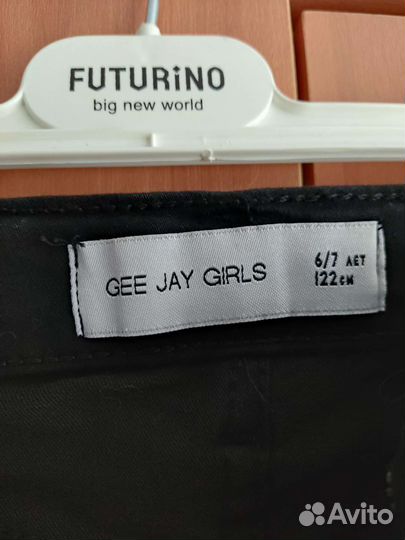 FUTURiNO
big new world
GEE JAY GIRLS
6/7 ЛЕТ
122см
Avito